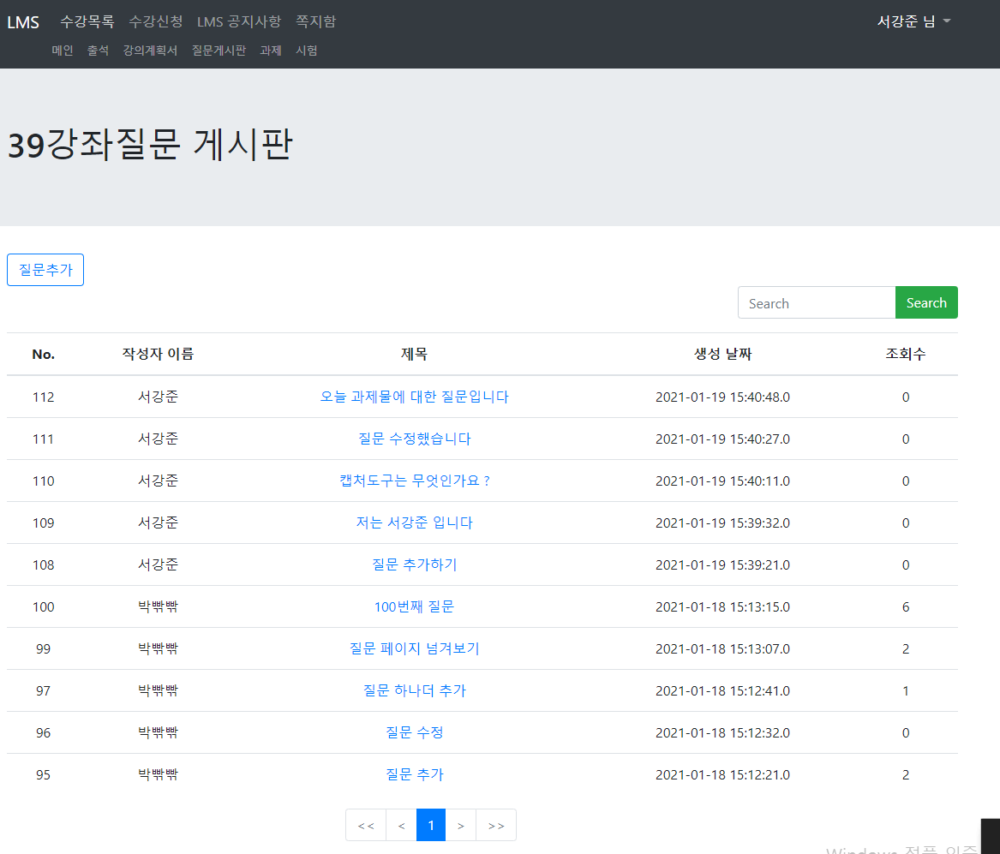 LMS 수강목록 수강신청 LMS 공지사항 쪽지함 서강준 님
메인 출석 강의계획서 질문게시판 과제 시험
39강좌질문 게시판
질문추가
Search Search
No. 작성자 이름 제목 생성 날짜 조회수
112 서강준 오늘 과제물에 대한 질문입니다 2021-01-19 15:40:48.0 0
111 서강준 질문 수정했습니다 2021-01-19 15:40:27.0 0
110 서강준 캡처도구는 무엇인가요 ? 2021-01-19 15:40:11.0 0
109 서강준 저는 서강준 입니다 2021-01-19 15:39:32.0 0
108 서강준 질문 추가하기 2021-01-19 15:39:21.0 0
100 박빢빢 100번째 질문 2021-01-18 15:13:15.0 6
99 박빢빢 질문 페이지 넘겨보기 2021-01-18 15:13:07.0 2
97 박빢빢 질문 하나더 추가 2021-01-18 15:12:41.0 1
96 박빢빢 질문 수정 2021-01-18 15:12:32.0 0
95 박빢빢 질문 추가 2021-01-18 15:12:21.0 2
<< < 1 > >>
Windows 정품 인증